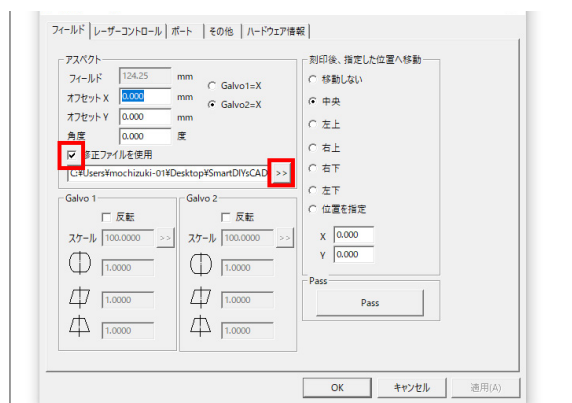 フィールド レーザーコントロール ポート その他 ハードウェア情報
アスペクト
フィールド 124.25 mm
オフセット X 0.000 mm
オフセット Y 0.000 mm
角度 0.000 度
Galvo1=X
Galvo2=X
修正ファイルを使用
C:¥Users¥mochizuki-01¥Desktop¥SmartDIYsCAD >>
Galvo 1
反転
スケール 100.0000 >>
1.0000
1.0000
1.0000
Galvo 2
反転
スケール 100.0000 >>
1.0000
1.0000
1.0000
刻印後、指定した位置へ移動
移動しない
中央
左上
右上
右下
左下
位置を指定
X 0.000
Y 0.000
Pass
Pass
OK キャンセル 適用(A)